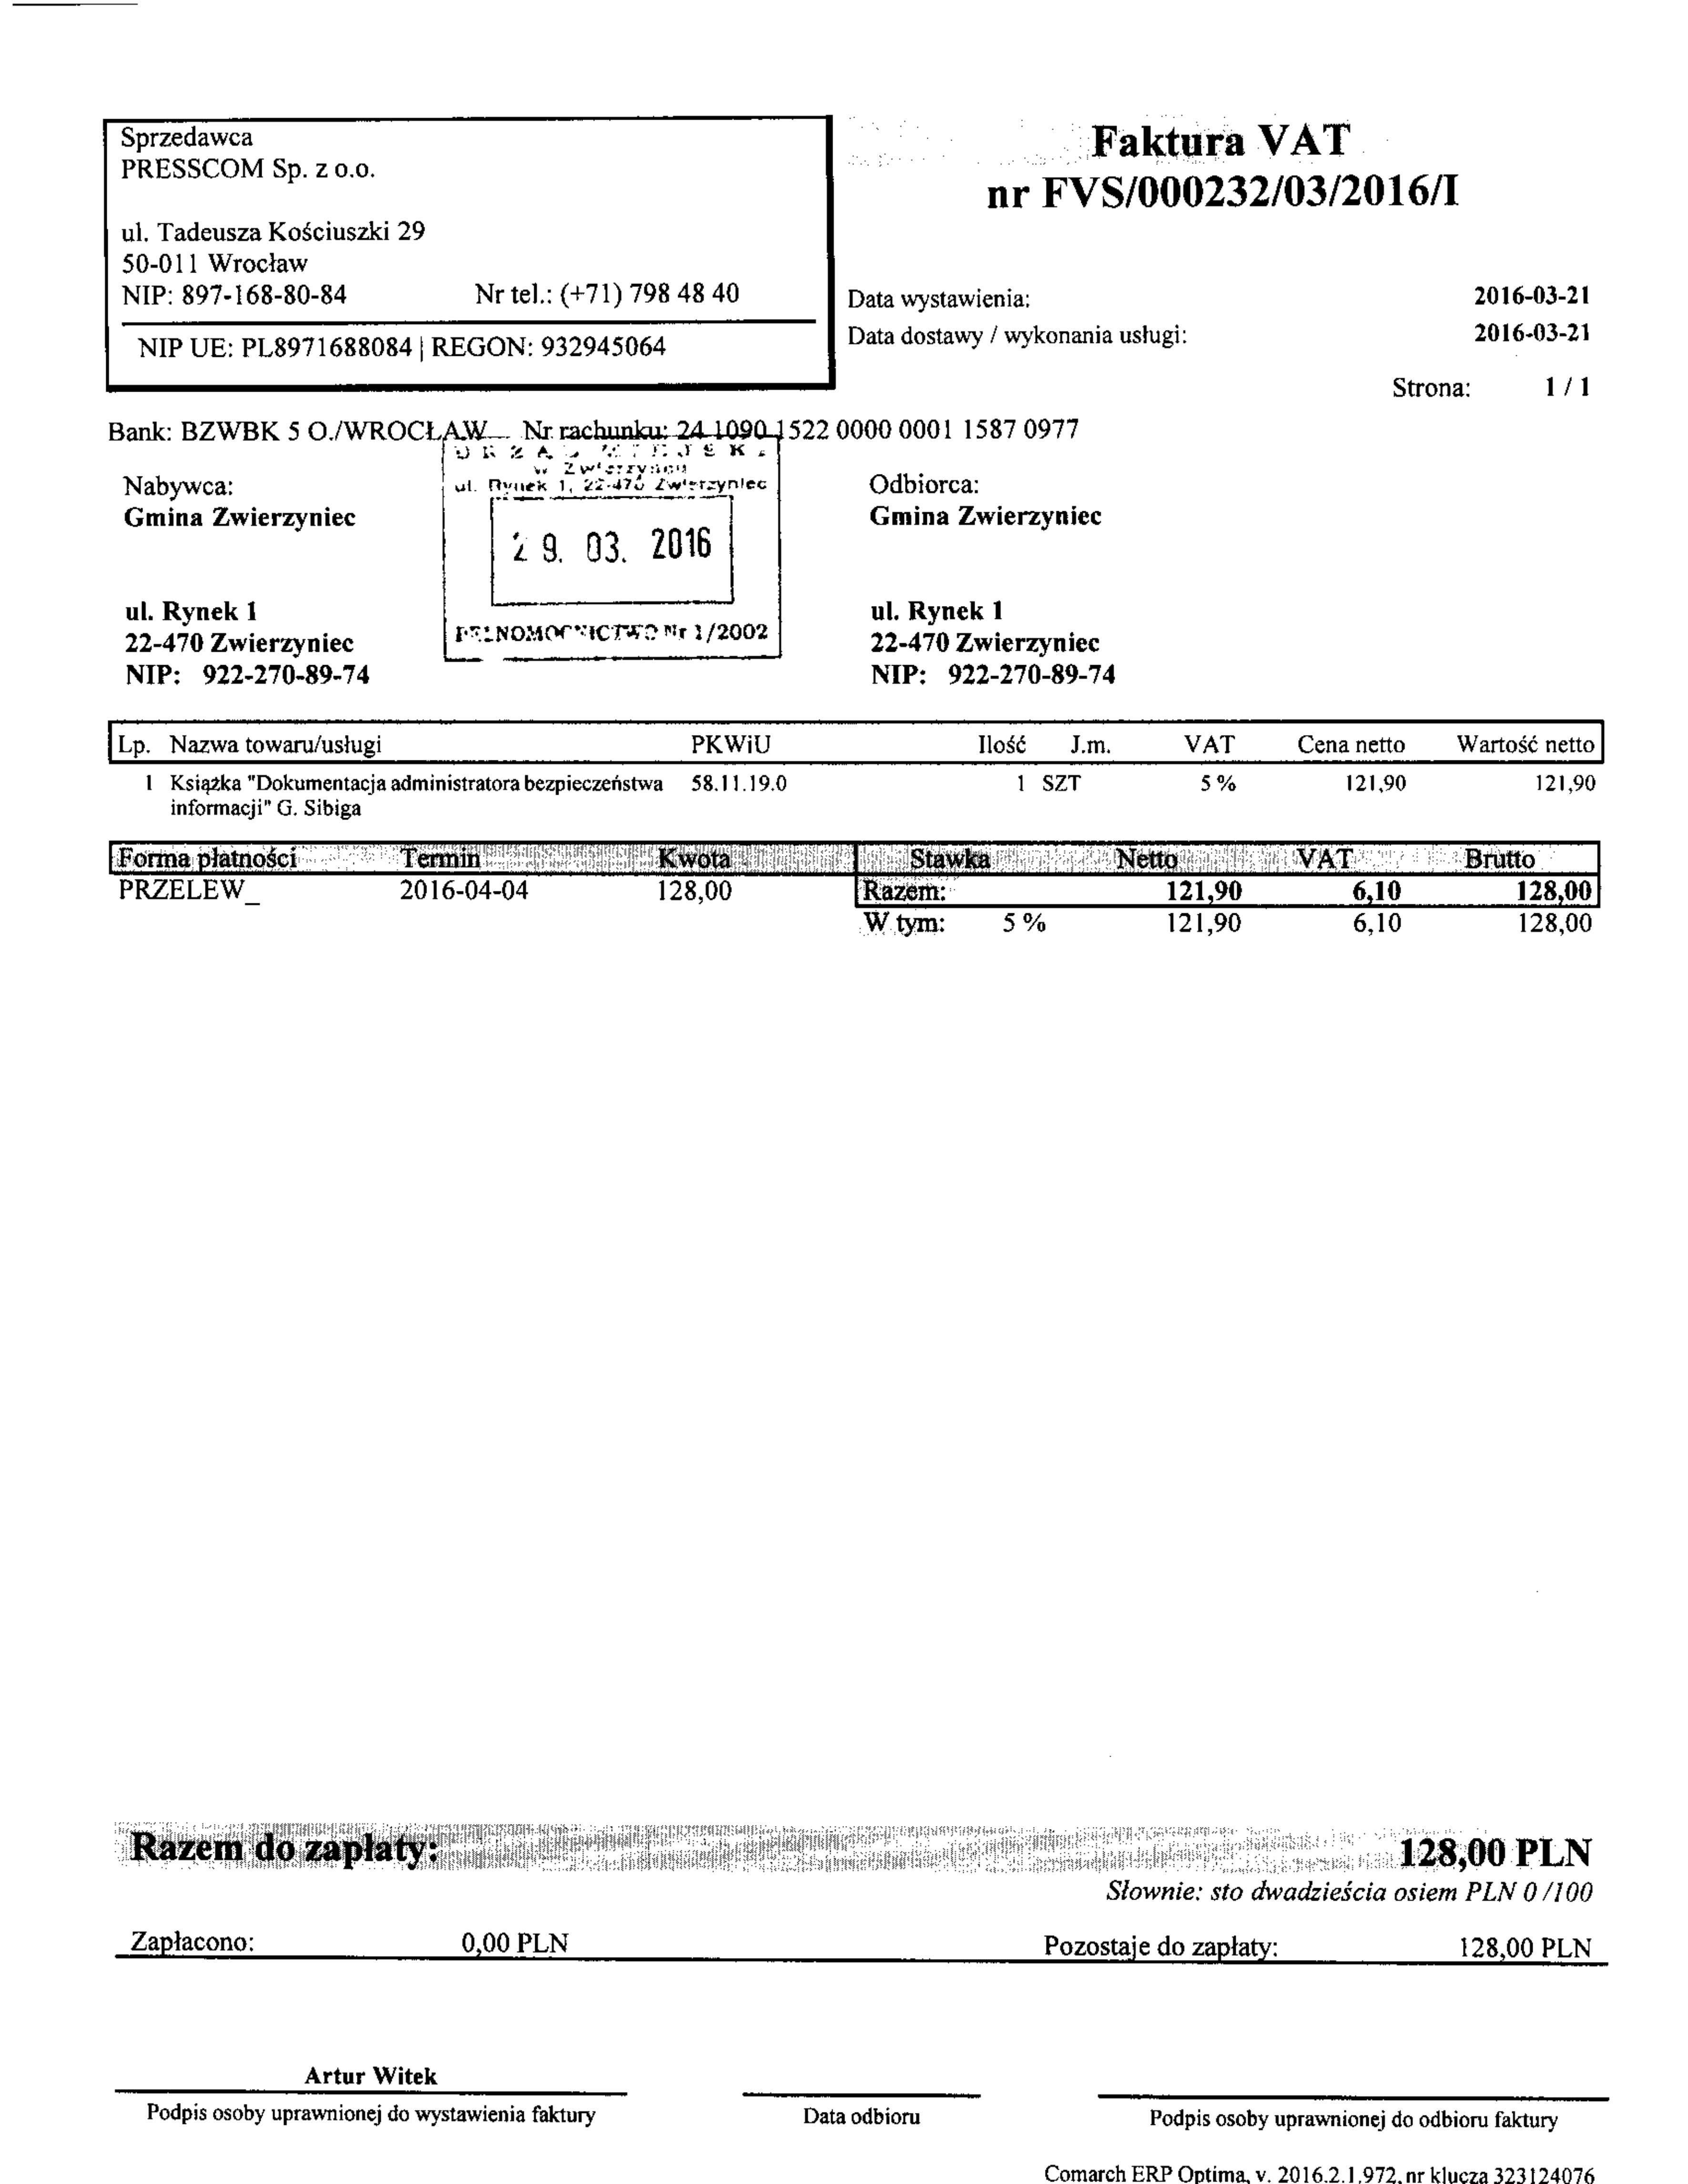 Sprzedawca
PRESSCOM Sp. z o.o.
ul. Tadeusza Kościuszki 29
50-011 Wrocław
NIP: 897-168-80-84 Nr tel.: (+71) 798 48 40
NIP UE: PL8971688084 | REGON: 932945064
Faktura VAT
nr FVS/000232/03/2016/I
Data wystawienia: 2016-03-21
Data dostawy / wykonania usługi: 2016-03-21
Strona: 1 / 1
Bank: BZWBK 5 O./WROCŁAW Nr rachunku: 24 1090 1522 0000 0001 1587 0977
w Zwierzyńcu
ul. Rynek 1, 22-470 Zwierzyniec
29. 03. 2016
PEŁNOMOCNICTWO Nr 1/2002
Nabywca:
Gmina Zwierzyniec
ul. Rynek 1
22-470 Zwierzyniec
NIP: 922-270-89-74
Odbiorca:
Gmina Zwierzyniec
ul. Rynek 1
22-470 Zwierzyniec
NIP: 922-270-89-74
Lp. Nazwa towaru/usługi PKWiU Ilość J.m. VAT Cena netto Wartość netto
1 Książka "Dokumentacja administratora bezpieczeństwa 58.11.19.0 1 SZT 5 % 121,90 121,90
informacji" G. Sibiga
Forma płatności Termin Kwota Stawka Netto VAT Brutto
PRZELEW_ 2016-04-04 128,00 Razem: 121,90 6,10 128,00
W tym: 5 % 121,90 6,10 128,00
Razem do zapłaty: 128,00 PLN
Słownie: sto dwadzieścia osiem PLN 0 /100
Zapłacono: 0,00 PLN Pozostaje do zapłaty: 128,00 PLN
Artur Witek
Podpis osoby uprawnionej do wystawienia faktury Data odbioru Podpis osoby uprawnionej do odbioru faktury
Comarch ERP Optima, v. 2016.2.1.972, nr klucza 323124076